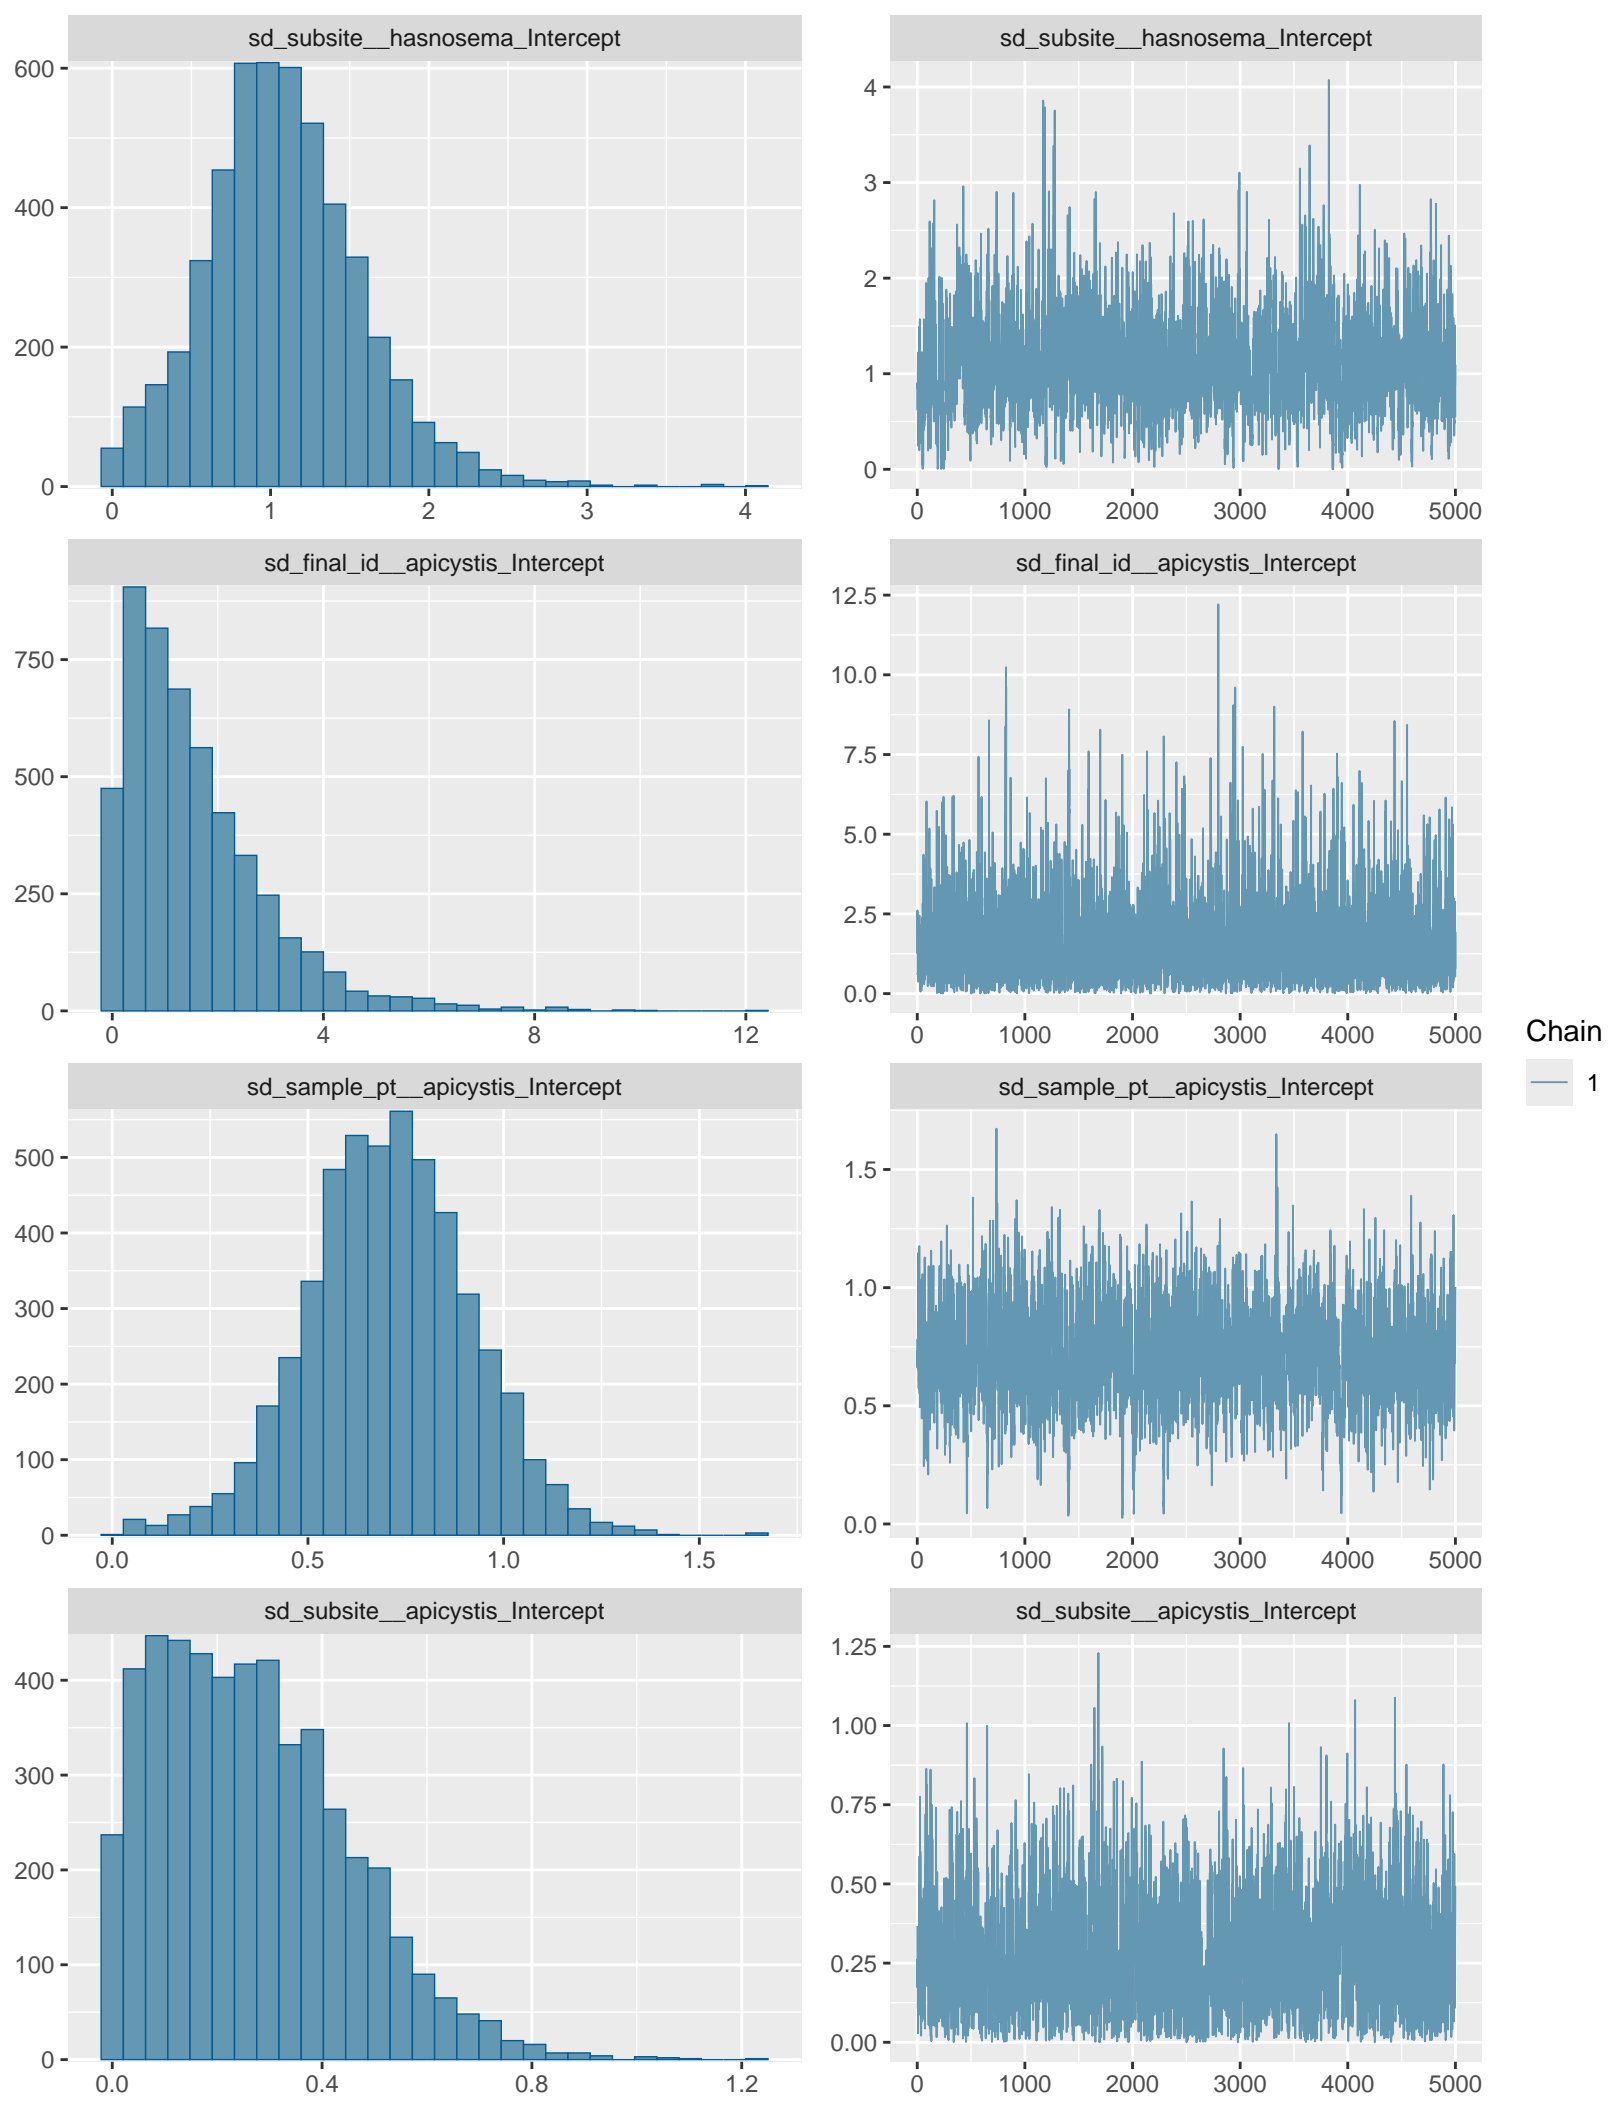 sd_subsite__hasnosema_Intercept
600
400
200
0
0 1 2 3 4
sd_subsite__hasnosema_Intercept
4
3
2
1
0
0 1000 2000 3000 4000 5000
sd_final_id__apicystis_Intercept
750
500
250
0
0 4 8 12
sd_final_id__apicystis_Intercept
12.5
10.0
7.5
5.0
2.5
0.0
0 1000 2000 3000 4000 5000
sd_sample_pt__apicystis_Intercept
500
400
300
200
100
0
0.0 0.5 1.0 1.5
sd_sample_pt__apicystis_Intercept
1.5
1.0
0.5
0.0
0 1000 2000 3000 4000 5000
sd_subsite__apicystis_Intercept
400
300
200
100
0
0.0 0.4 0.8 1.2
sd_subsite__apicystis_Intercept
1.25
1.00
0.75
0.50
0.25
0.00
0 1000 2000 3000 4000 5000
Chain
1